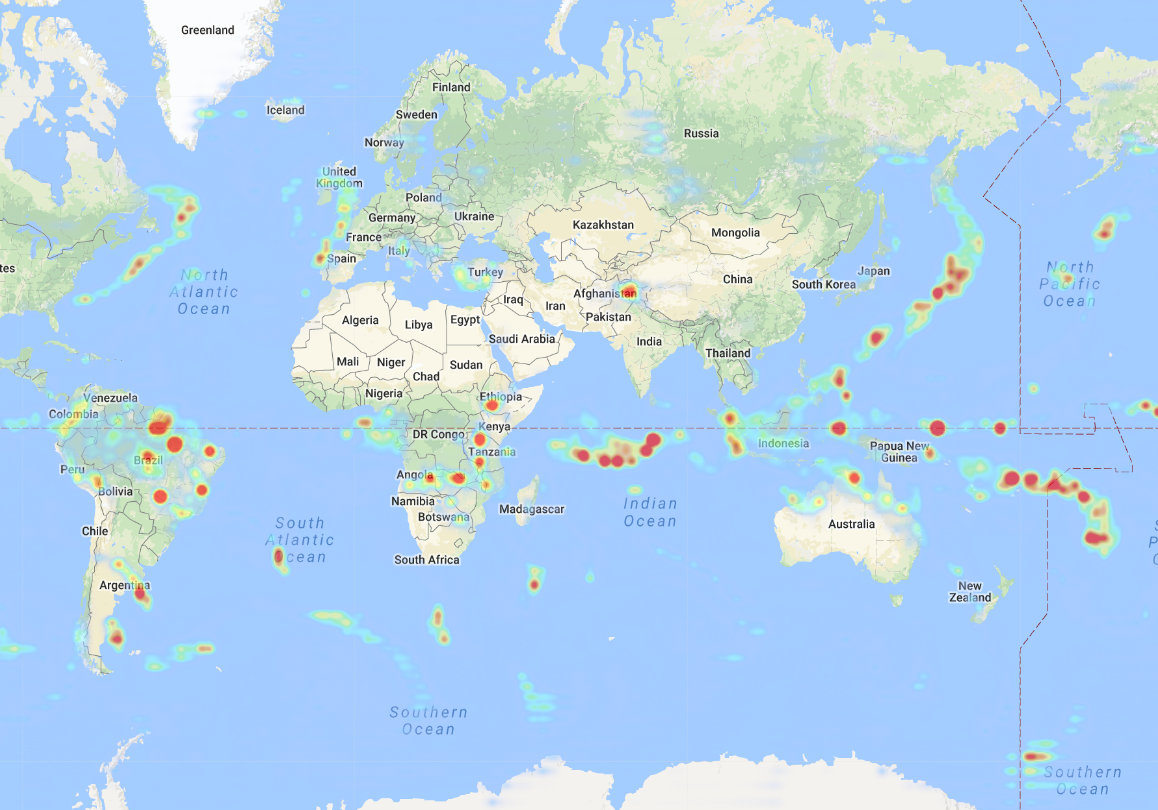 Greenland
Iceland
Finland
Sweden
Norway
Russia
United
Kingdom
Poland
Germany
Ukraine
France
Italy
Spain
Turkey
Kazakhstan
Mongolia
tes
North
Atlantic
Ocean
Japan
China
South Korea
North
Pacific
Ocean
Afghanistan
Iraq
Iran
Pakistan
Algeria
Libya
Egypt
Saudi Arabia
India
Thailand
Mali
Niger
Sudan
Chad
Nigeria
Ethiopia
Venezuela
Colombia
DR Congo
Kenya
Tanzania
Indonesia
Papua New
Guinea
Brazil
Peru
Bolivia
Angola
Namibia
Botswana
Madagascar
Indian
Ocean
Australia
Chile
South
Atlantic
Ocean
South Africa
Argentina
New
Zealand
S
P
Southern
Ocean
Southern
Ocean